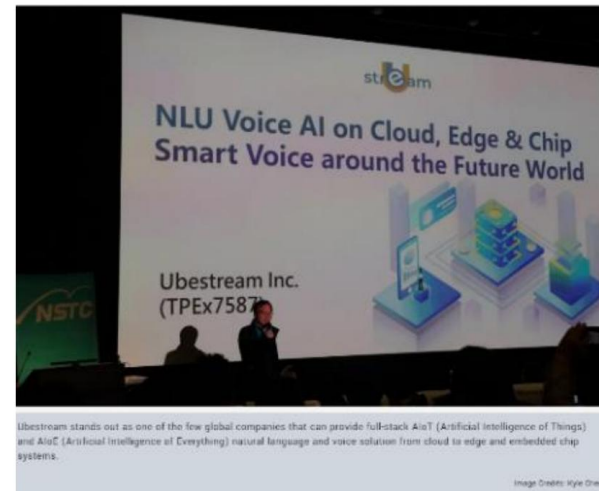 stream
NLU Voice AI on Cloud, Edge & Chip
Smart Voice around the Future World
Ubestream Inc.
(TPEx7587)
NSTC
Ubestream stands out as one of the few global companies that can provide full-stack AIoT (Artificial Intelligence of Things)
and AIoE (Artificial Intelligence of Everything) natural language and voice solution from cloud to edge and embedded chip
systems.
Image Credits: Kyle